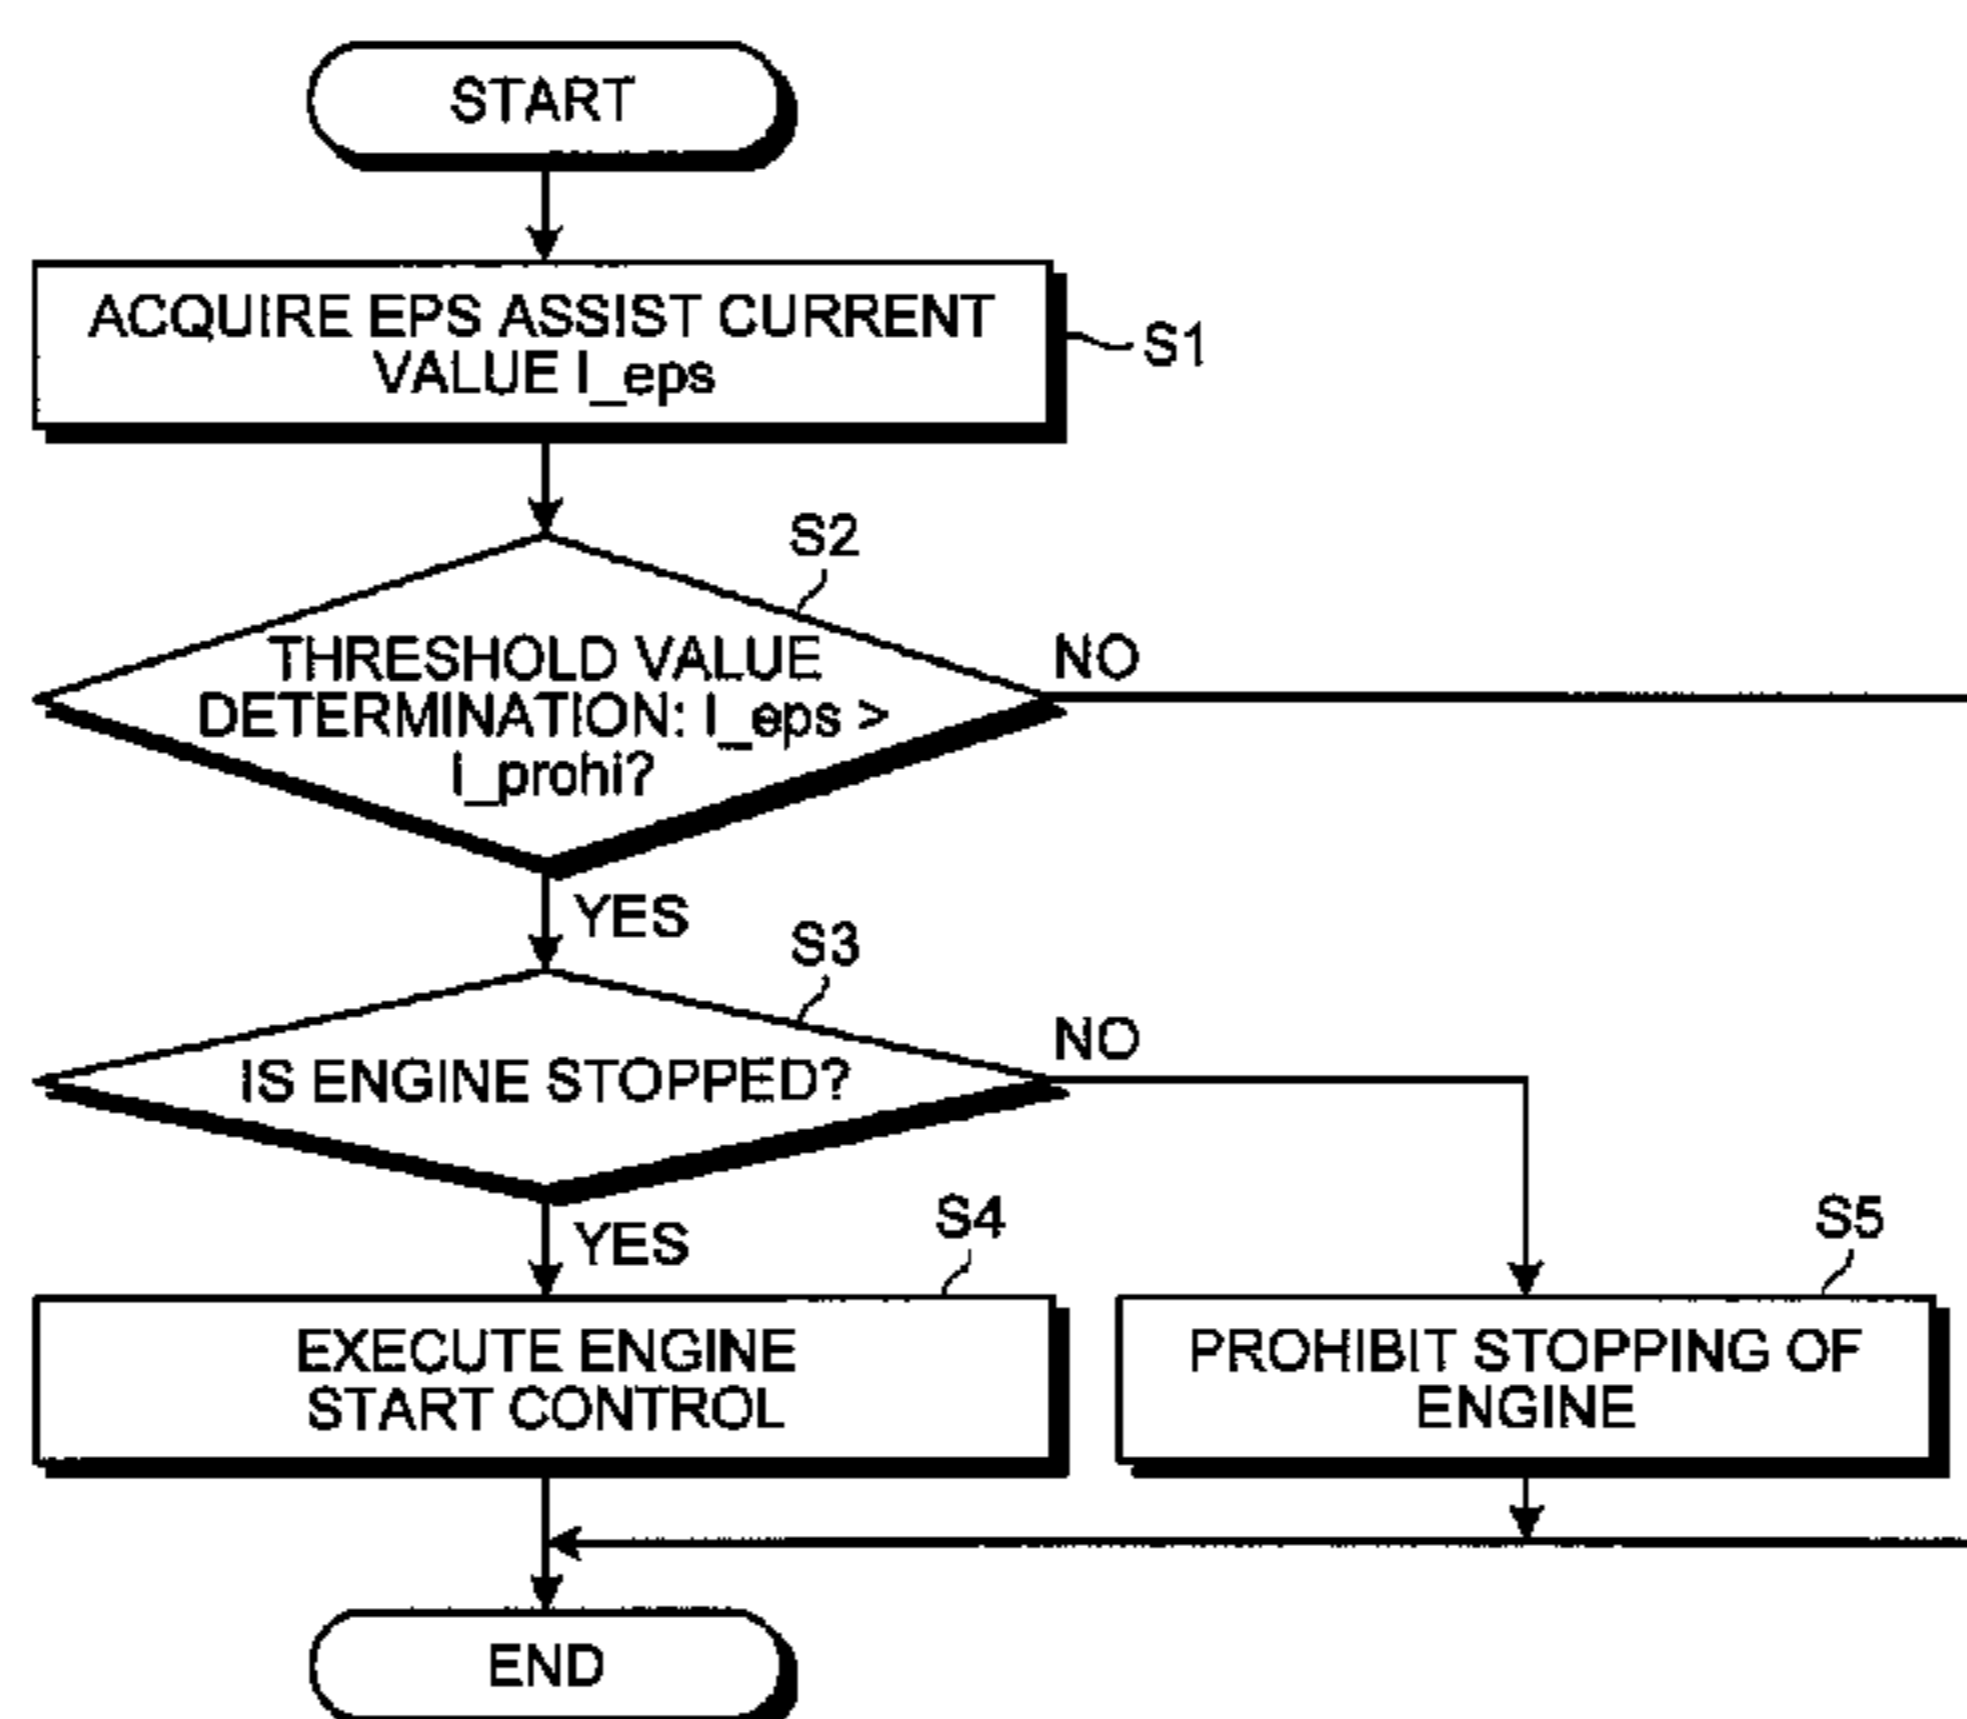 START
ACQUIRE EPS ASSIST CURRENT
VALUE I_eps
S1
S2
THRESHOLD VALUE
DETERMINATION: I_eps >
I_prohi?
NO
YES
S3
IS ENGINE STOPPED?
NO
YES
S4
EXECUTE ENGINE
START CONTROL
S5
PROHIBIT STOPPING OF
ENGINE
END